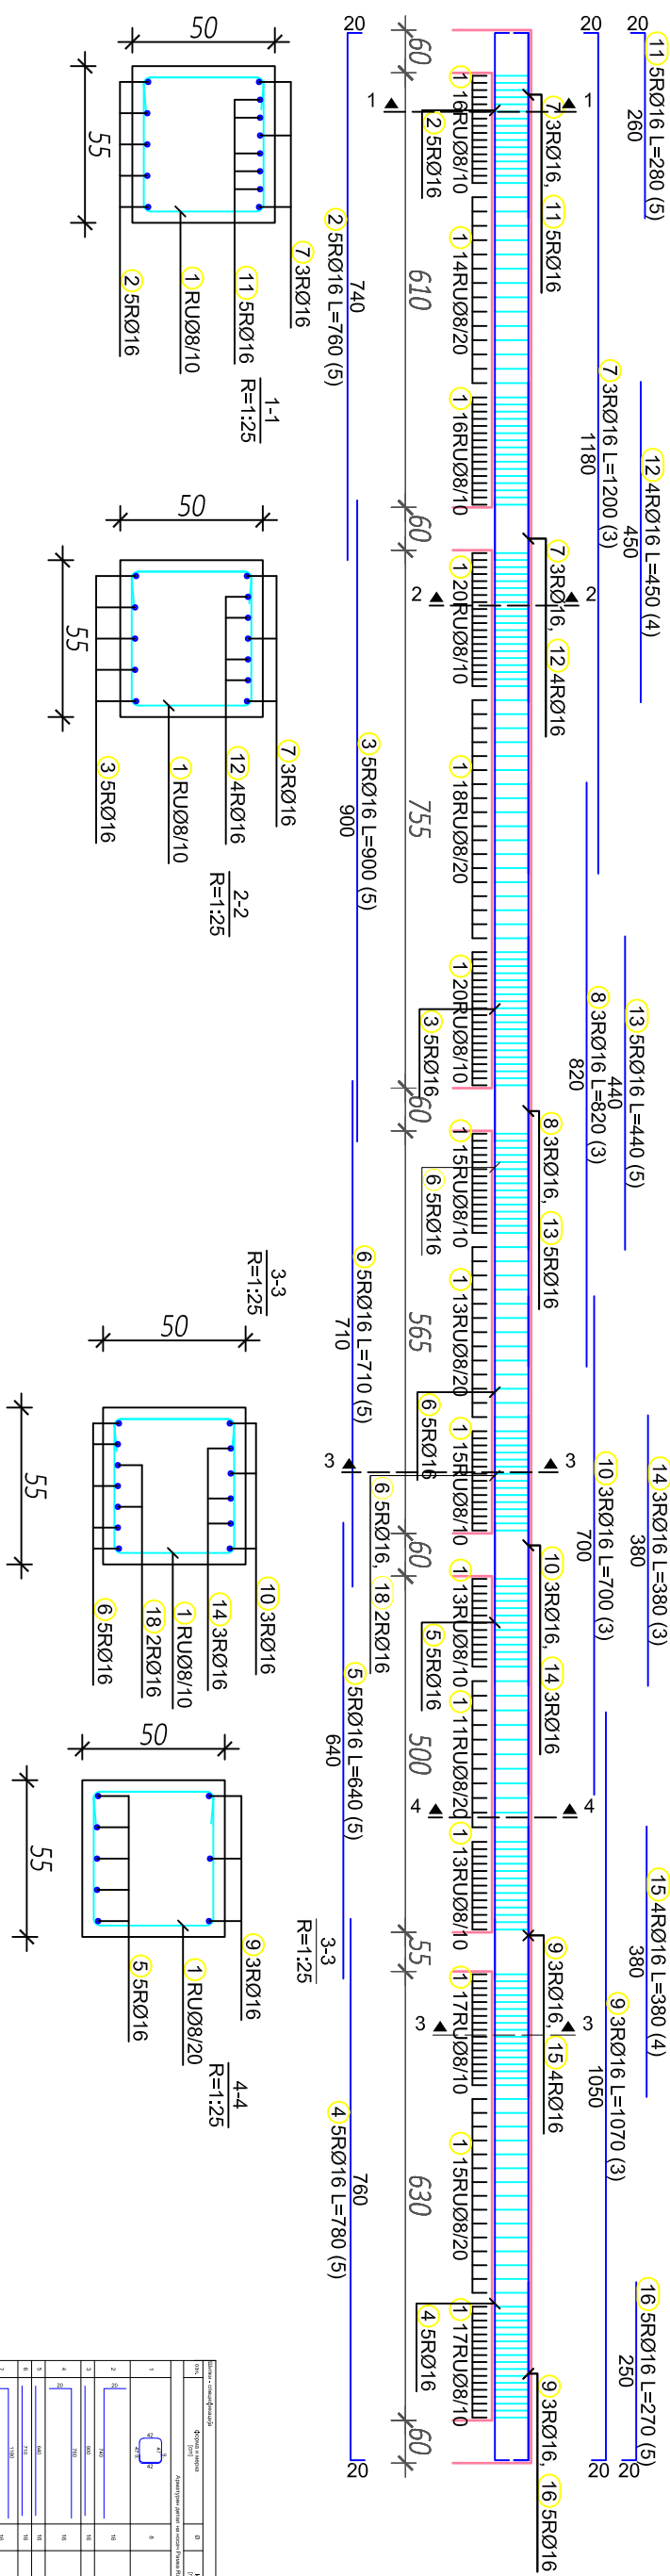 20 20 20
11 5RØ16 L=280 (5)
260
7 3RØ16 L=1200 (3)
1180
12 4RØ16 L=450 (4)
450
8 3RØ16 L=820 (3)
820
13 5RØ16 L=440 (5)
440
10 3RØ16 L=700 (3)
700
14 3RØ16 L=380 (3)
380
15 4RØ16 L=380 (4)
380
9 3RØ16 L=1070 (3)
1050
16 5RØ16 L=270 (5)
250
20 20
7 3RØ16, 11 5RØ16
7 3RØ16, 12 4RØ16
8 3RØ16, 13 5RØ16
10 3RØ16, 14 3RØ16
9 3RØ16, 15 4RØ16
9 3RØ16, 16 5RØ16
1 1
2 2
3 3
4 4
3 3
1 16RUØ8/10
1 14RUØ8/20
1 16RUØ8/10
1 20RUØ8/10
1 18RUØ8/20
1 20RUØ8/10
1 15RUØ8/10
1 13RUØ8/20
1 15RUØ8/10
1 13RUØ8/10
1 11RUØ8/20
1 13RUØ8/10
1 17RUØ8/10
1 15RUØ8/20
1 17RUØ8/10
2 5RØ16
3 5RØ16
6 5RØ16
6 5RØ16
6 5RØ16, 18 2RØ16
5 5RØ16
4 5RØ16
60 610 60 755 60 565 60 500 55 630 60
740
2 5RØ16 L=760 (5)
3 5RØ16 L=900 (5)
900
6 5RØ16 L=710 (5)
710
5 5RØ16 L=640 (5)
640
760
4 5RØ16 L=780 (5)
20
1-1
R=1:25
50
55
7 3RØ16
11 5RØ16
1 RUØ8/10
2 5RØ16
2-2
R=1:25
50
55
7 3RØ16
12 4RØ16
1 RUØ8/10
3 5RØ16
3-3
R=1:25
50
55
10 3RØ16
14 3RØ16
1 RUØ8/10
18 2RØ16
6 5RØ16
3-3
R=1:25
4-4
R=1:25
50
55
9 3RØ16
1 RUØ8/20
5 5RØ16